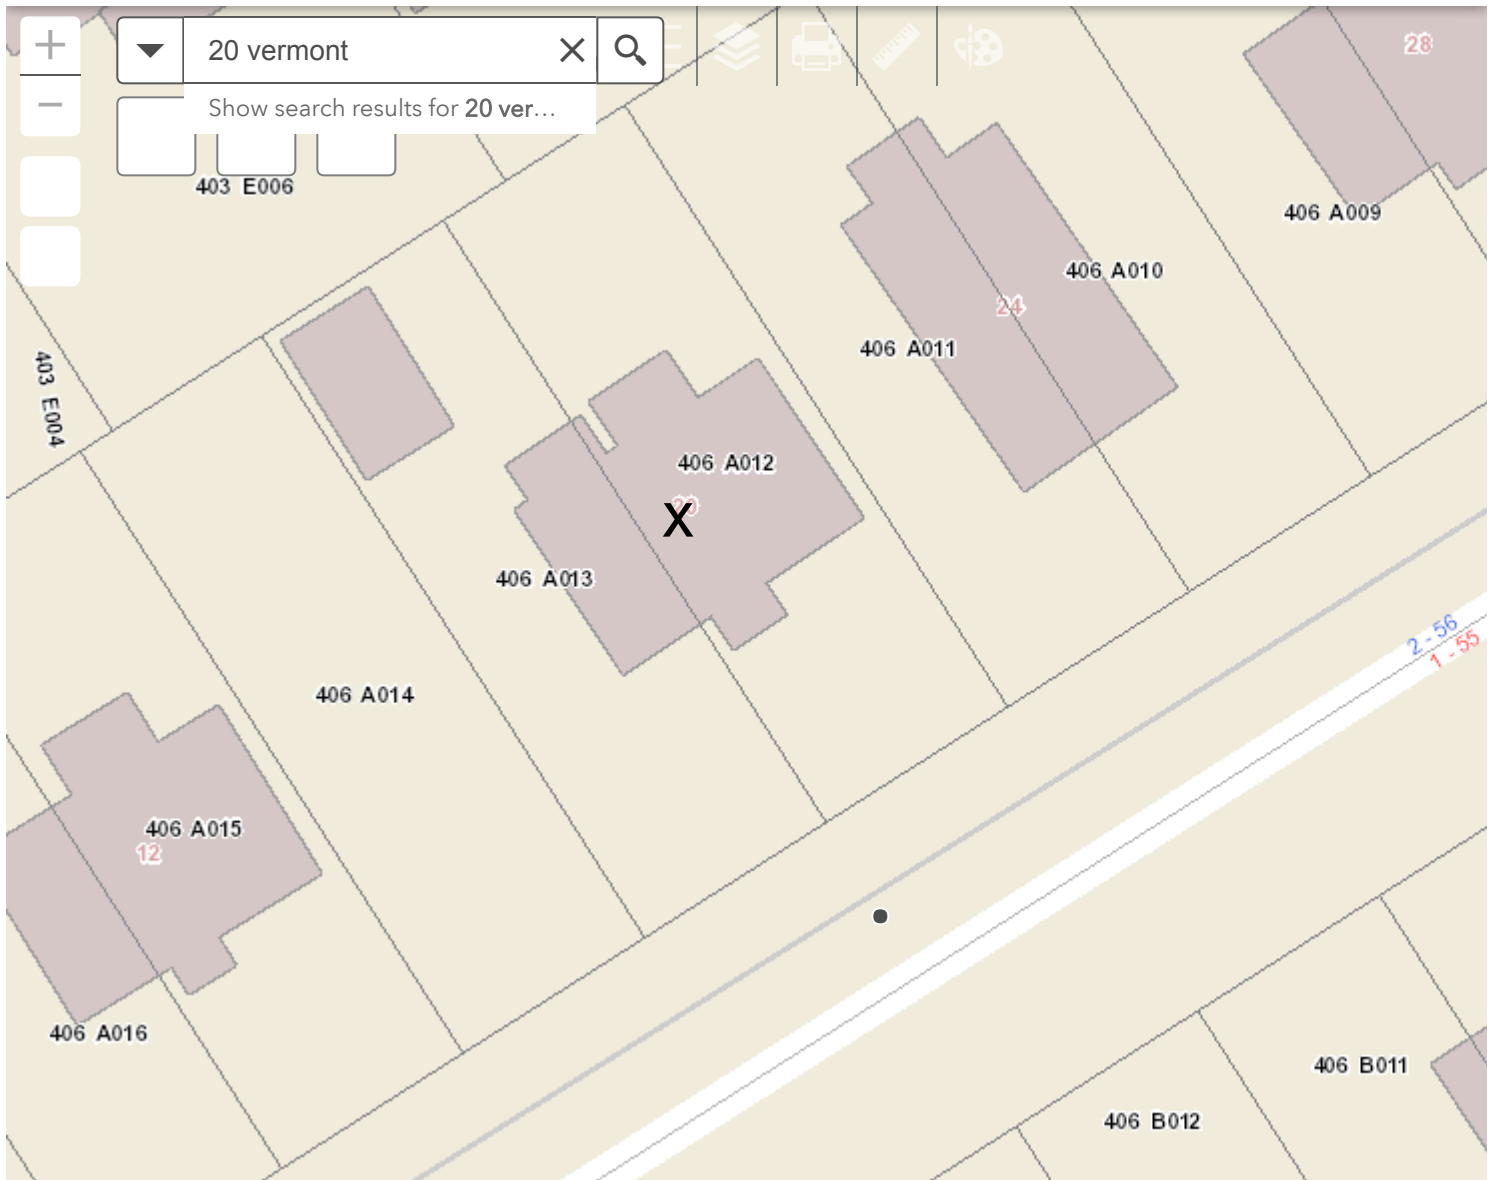 20 vermont
Show search results for 20 ver...
28
403 E006
406 A009
406 A010
24
406 A011
403 E004
406 A012
20
X
406 A013
2 - 56
1 - 55
406 A014
406 A015
12
406 A016
406 B011
406 B012